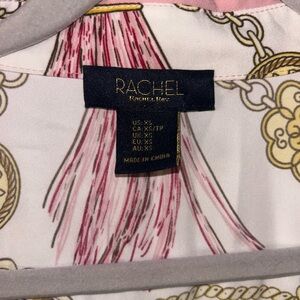 RACHEL
RACHEL ROY
US: XS
CA: XS/TP
UK: XS
EU: XS
AU: XS
MADE IN CHINA